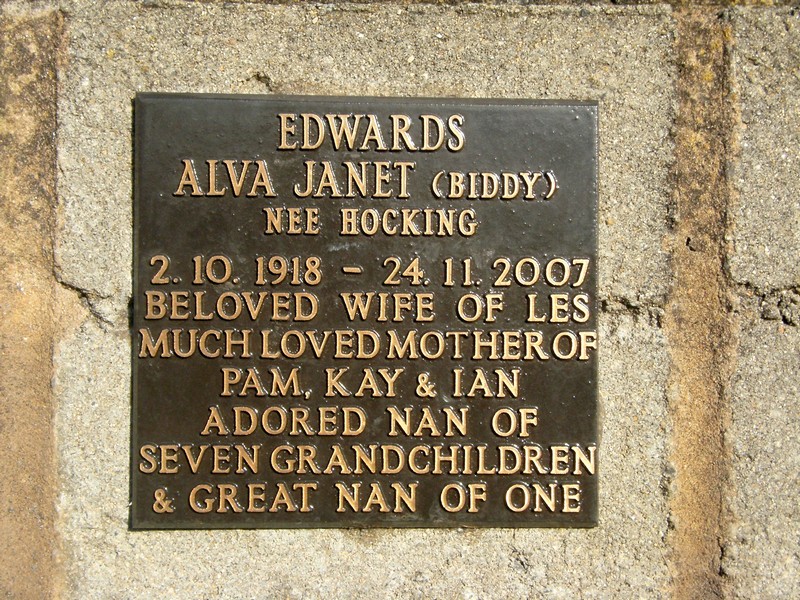 EDWARDS
ALVA JANET (BIDDY)
NEE HOCKING
2. 10. 1918 - 24. 11. 2007
BELOVED WIFE OF LES
MUCH LOVED MOTHER OF
PAM, KAY & IAN
ADORED NAN OF
SEVEN GRANDCHILDREN
& GREAT NAN OF ONE